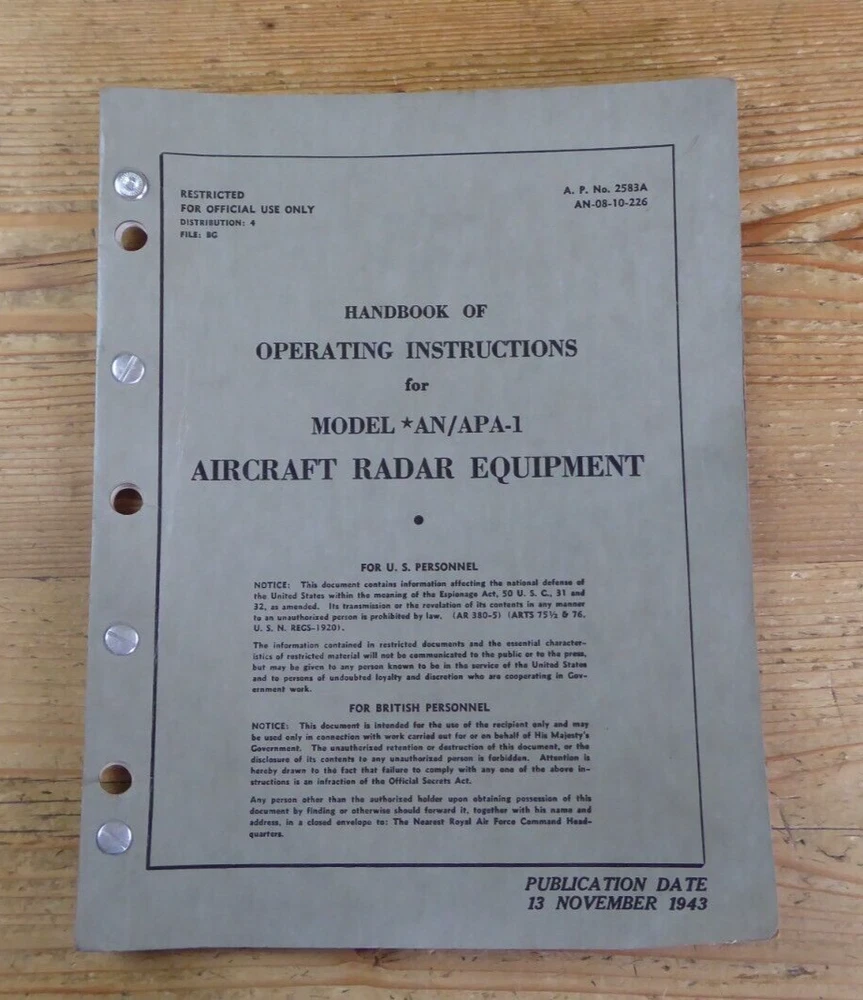 RESTRICTED
FOR OFFICIAL USE ONLY
DISTRIBUTION: 4
FILE: BG
A. P. No. 2583A
AN-08-10-226
HANDBOOK OF
OPERATING INSTRUCTIONS
for
MODEL *AN/APA-1
AIRCRAFT RADAR EQUIPMENT
FOR U. S. PERSONNEL
NOTICE: This document contains information affecting the national defense of
the United States within the meaning of the Espionage Act, 50 U. S. C., 31 and
32, as amended. Its transmission or the revelation of its contents in any manner
to an unauthorized person is prohibited by law. (AR 380-5) (ARTS 75½ & 76,
U. S. N. REGS-1920).
The information contained in restricted documents and the essential character-
istics of restricted material will not be communicated to the public or to the press,
but may be given to any person known to be in the service of the United States
and to persons of undoubted loyalty and discretion who are cooperating in Gov-
ernment work.
FOR BRITISH PERSONNEL
NOTICE: This document is intended for the use of the recipient only and may
be used only in connection with work carried out for or on behalf of His Majesty's
Government. The unauthorized retention or destruction of this document, or the
disclosure of its contents to any unauthorized person is forbidden. Attention is
hereby drawn to the fact that failure to comply with any one of the above in-
structions is an infraction of the Official Secrets Act.
Any person other than the authorized holder upon obtaining possession of this
document by finding or otherwise should forward it, together with his name and
address, in a closed envelope to: The Nearest Royal Air Force Command Head-
quarters.
PUBLICATION DATE
13 NOVEMBER 1943